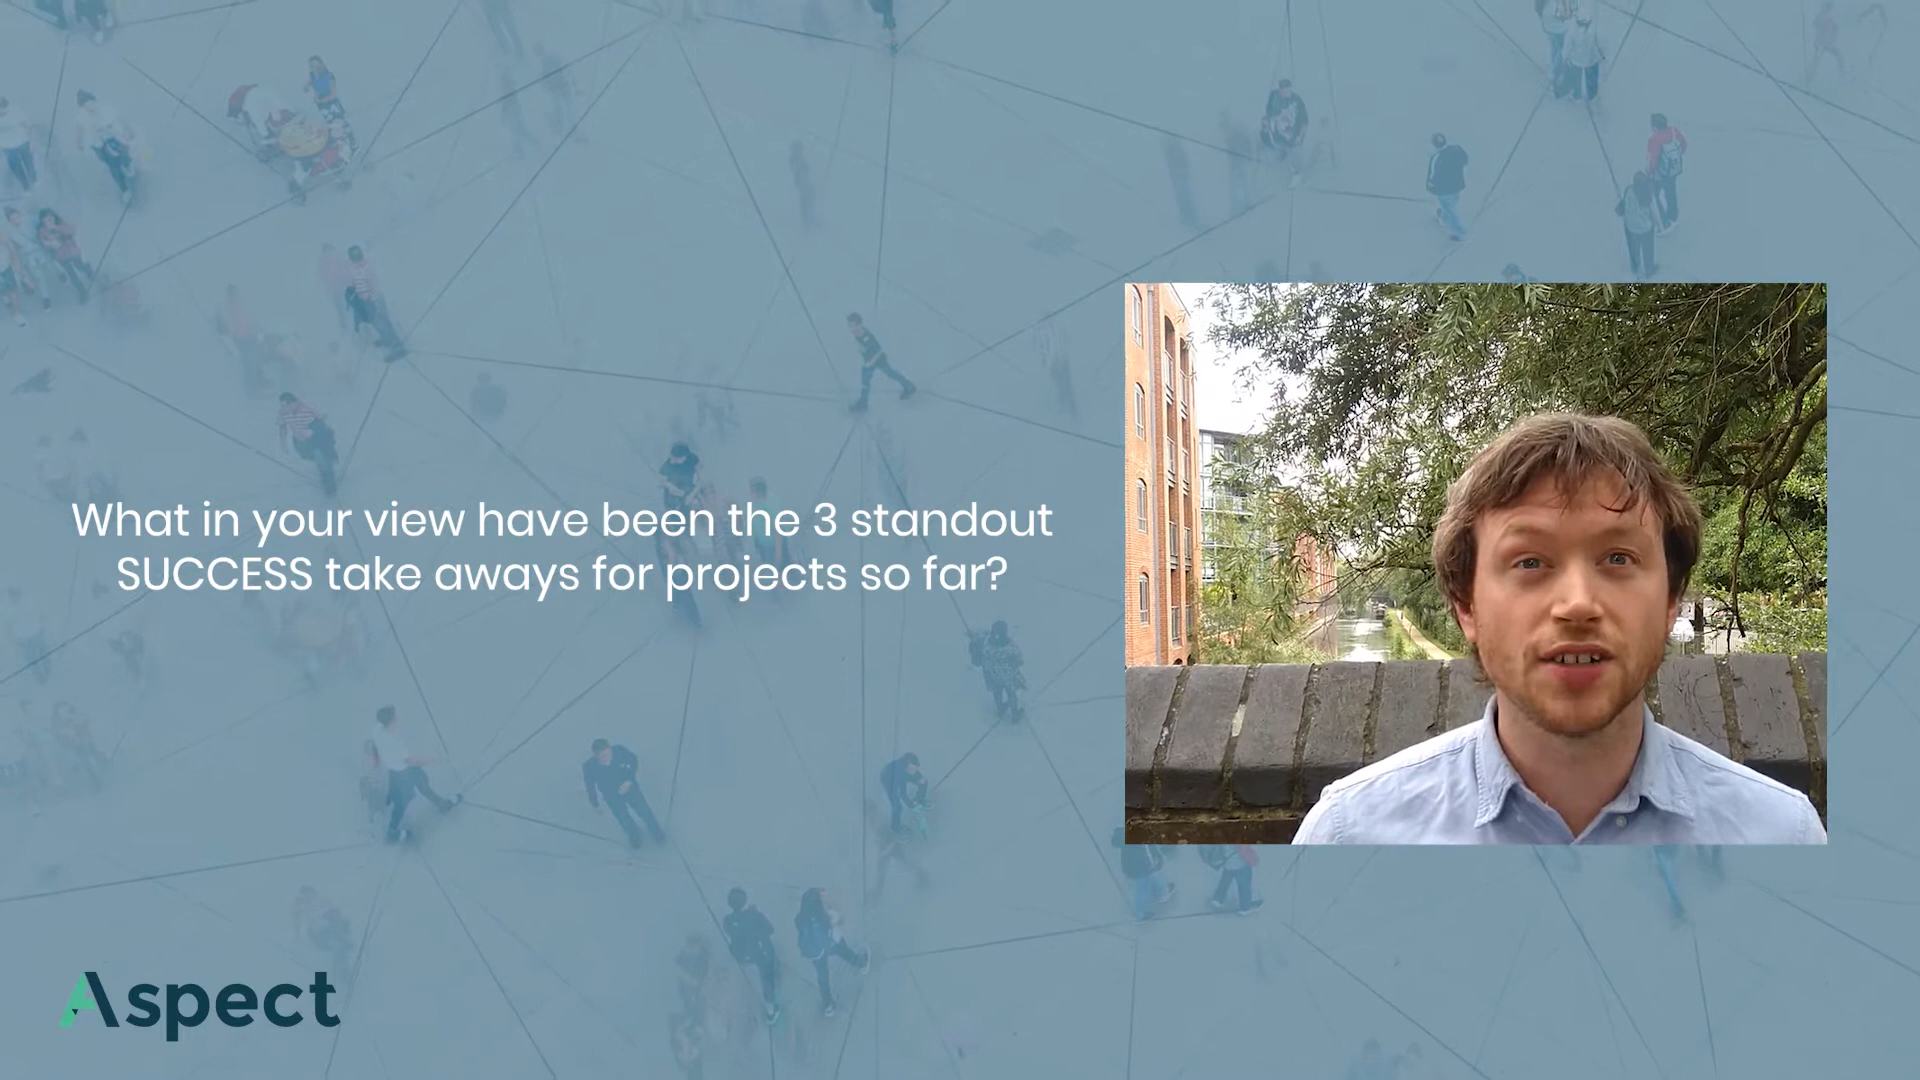 What in your view have been the 3 standout
SUCCESS take aways for projects so far?
Aspect